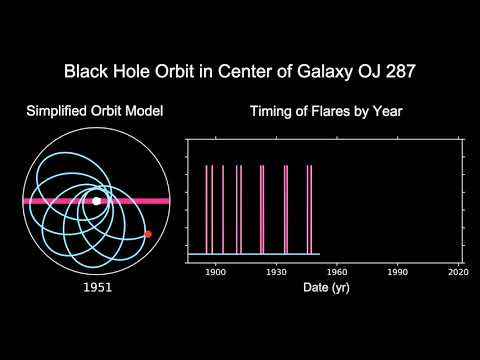 Black Hole Orbit in Center of Galaxy OJ 287
Simplified Orbit Model
Timing of Flares by Year
1951
1900 1930 1960 1990 2020
Date (yr)